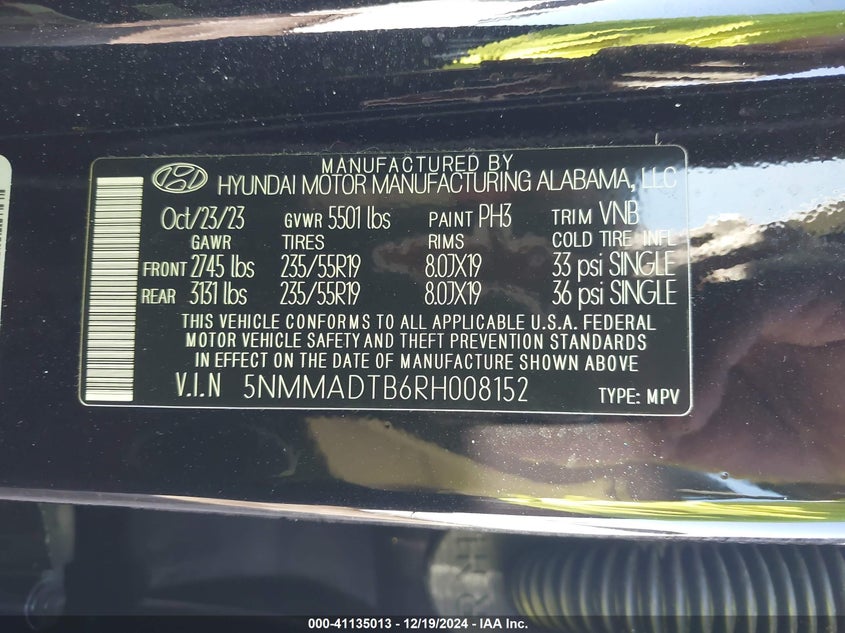 MANUFACTURED BY
HYUNDAI MOTOR MANUFACTURING ALABAMA, LLC
Oct/23/23 GVWR 5501 lbs PAINT PH3 TRIM VNB
GAWR TIRES RIMS COLD TIRE INFL
FRONT 2745 lbs 235/55R19 8.0JX19 33 psi SINGLE
REAR 3131 lbs 235/55R19 8.0JX19 36 psi SINGLE
THIS VEHICLE CONFORMS TO ALL APPLICABLE U.S.A. FEDERAL
MOTOR VEHICLE SAFETY AND THEFT PREVENTION STANDARDS
IN EFFECT ON THE DATE OF MANUFACTURE SHOWN ABOVE
V.I.N 5NMMADTB6RH008152 TYPE: MPV
000-41135013 - 12/19/2024 - IAA Inc.